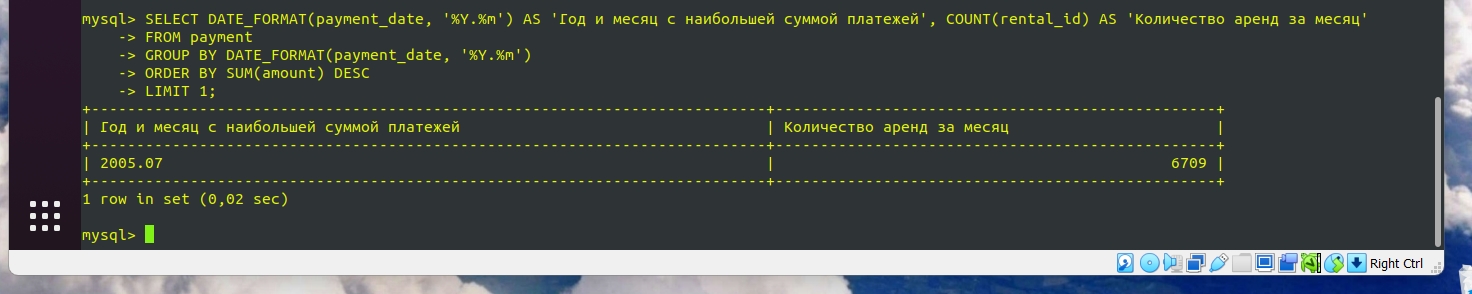 mysql> SELECT DATE_FORMAT(payment_date, '%Y.%m') AS 'Год и месяц с наибольшей суммой платежей', COUNT(rental_id) AS 'Количество аренд за месяц'
    -> FROM payment
    -> GROUP BY DATE_FORMAT(payment_date, '%Y.%m')
    -> ORDER BY SUM(amount) DESC
    -> LIMIT 1;
| Год и месяц с наибольшей суммой платежей | Количество аренд за месяц |
| 2005.07 | 6709 |
1 row in set (0,02 sec)
mysql>
Right Ctrl